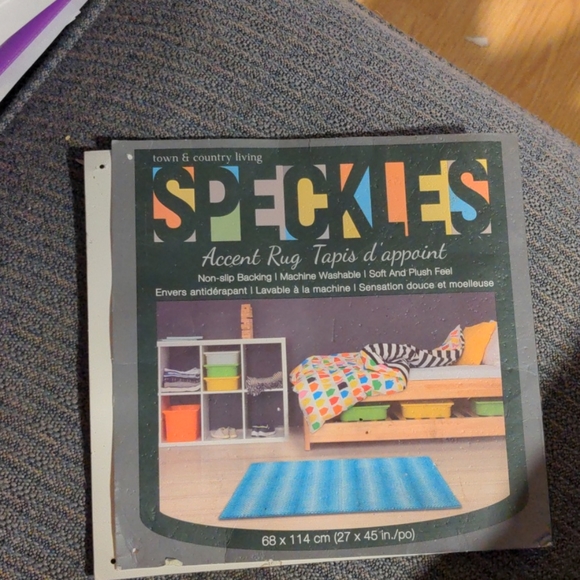 town & country living
SPECKLES
Accent Rug Tapis d'appoint
Non-slip Backing | Machine Washable | Soft And Plush Feel
Envers antidérapant | Lavable à la machine | Sensation douce et moelleuse
68 x 114 cm (27 x 45 in./po)